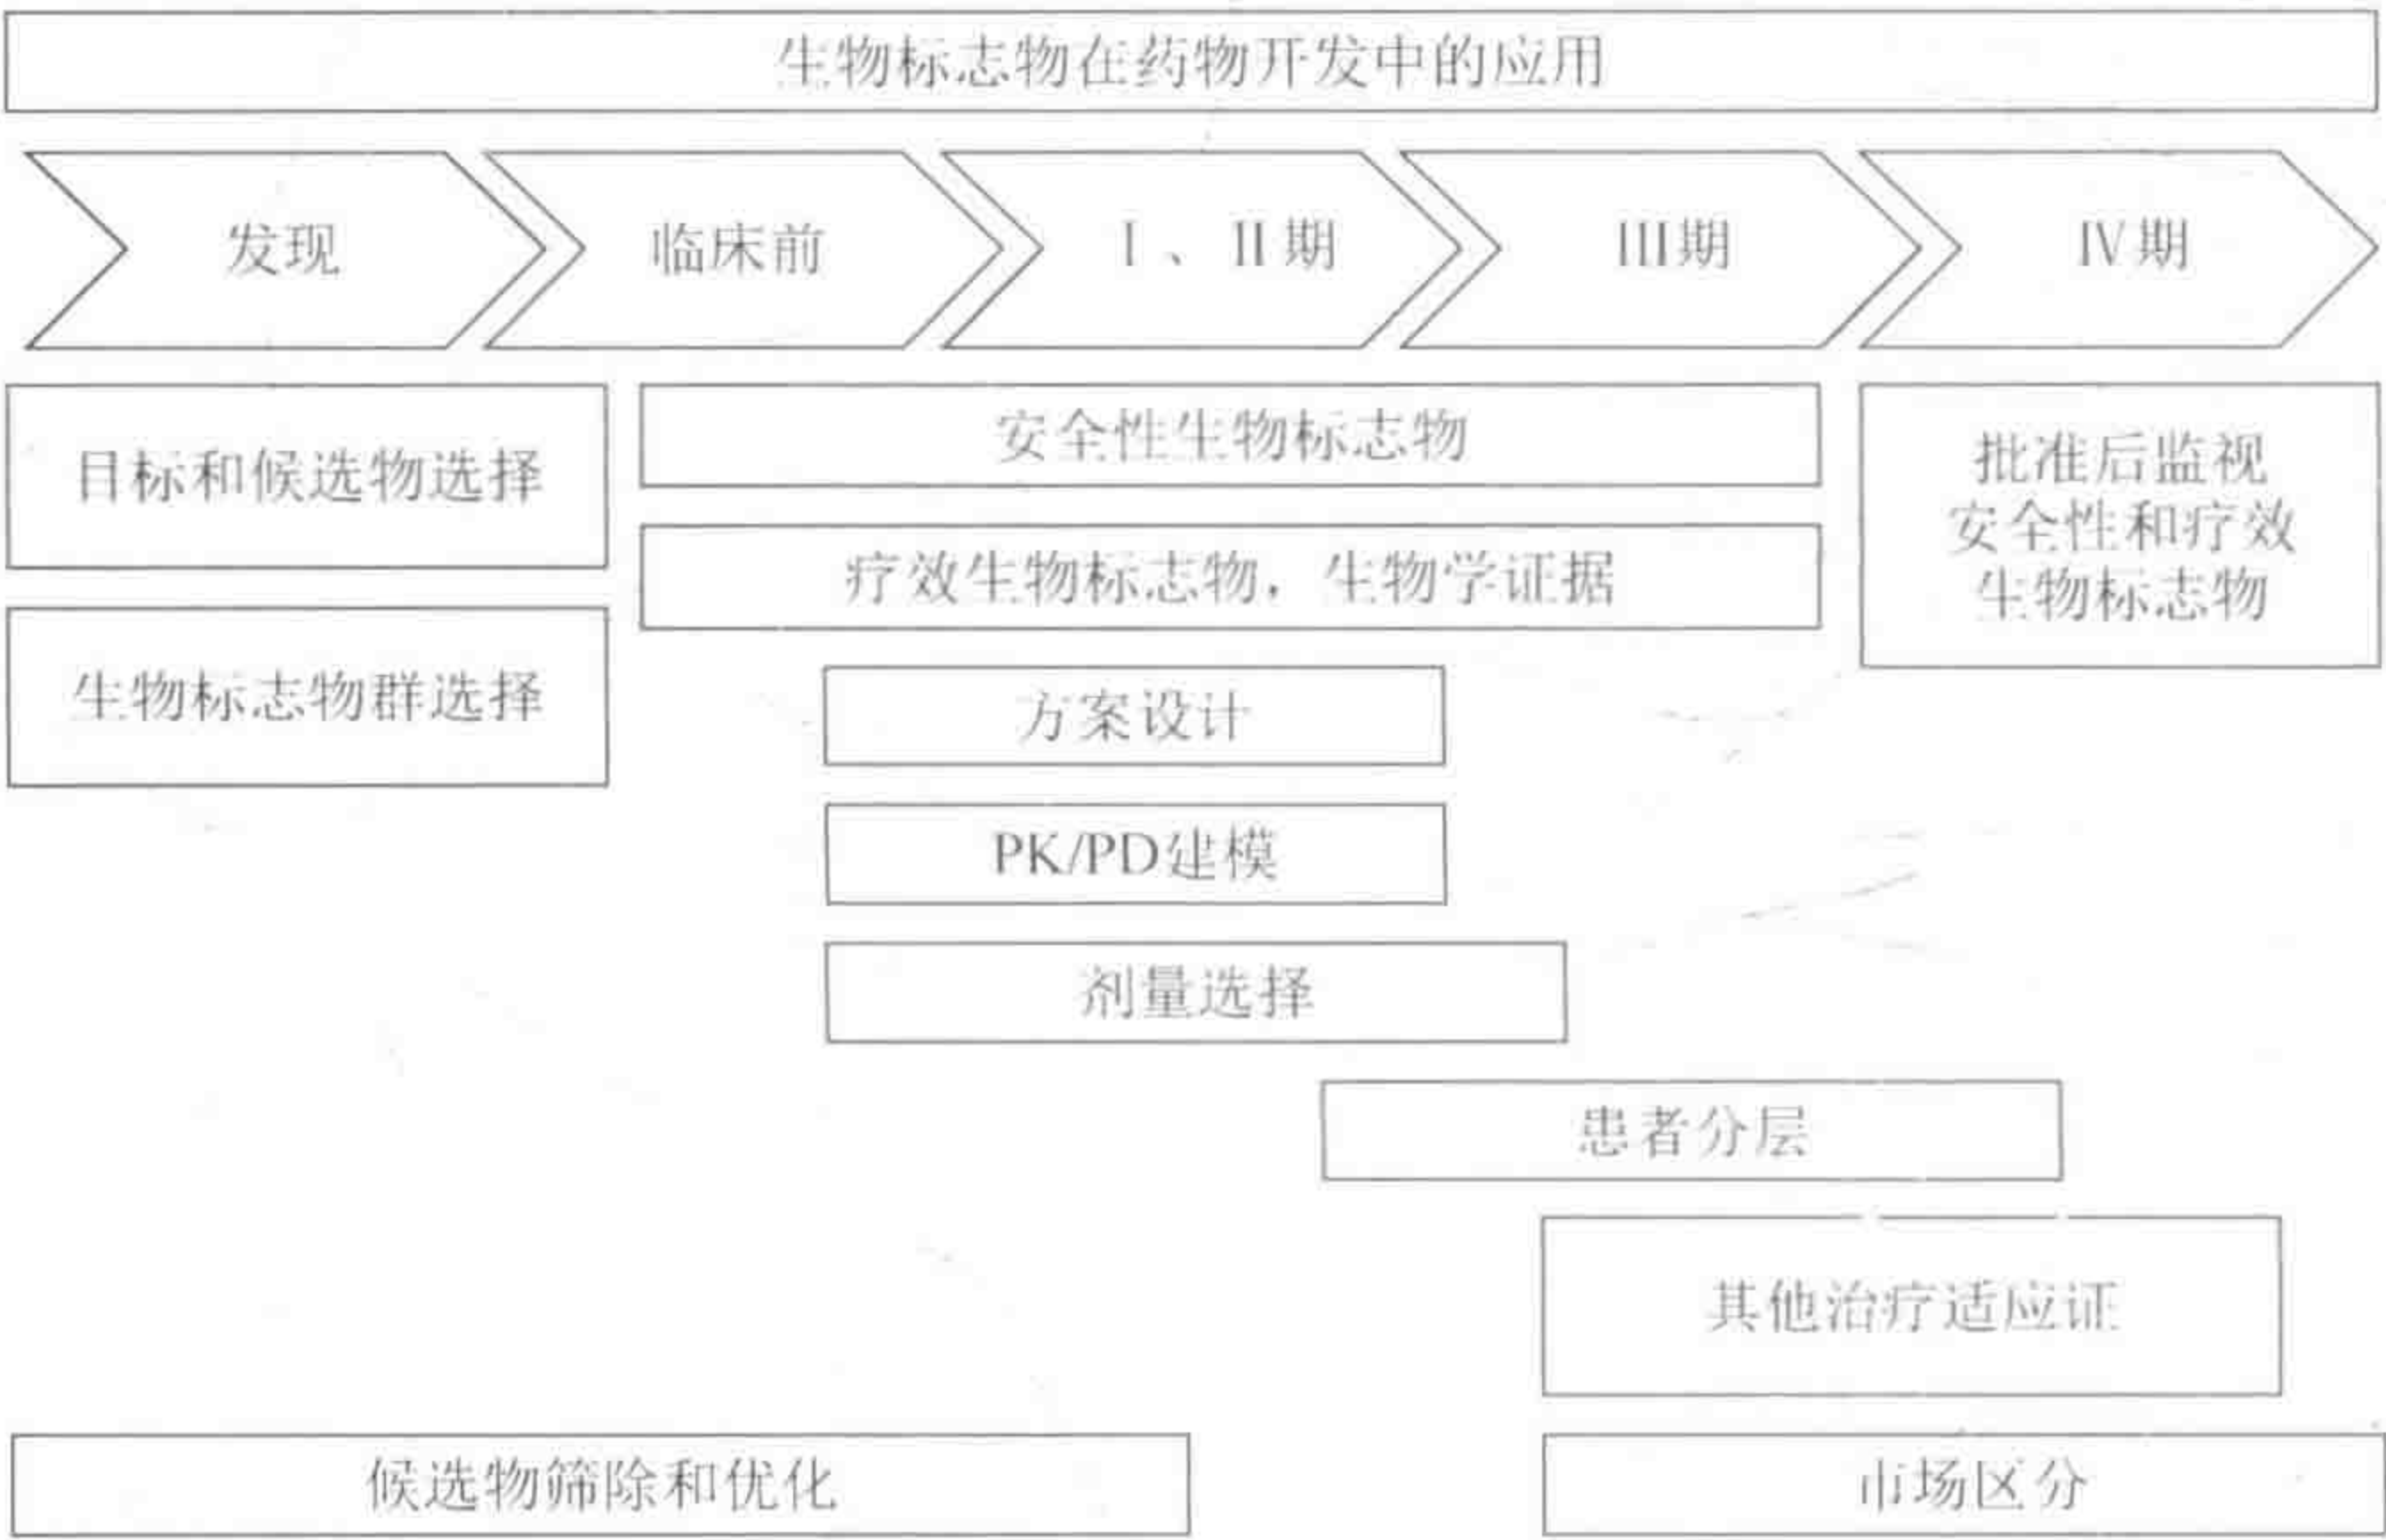 生物标志物在药物开发中的应用
发现
临床前
I、II期
III期
IV期
目标和候选物选择
安全性生物标志物
批准后监视
安全性和疗效
生物标志物
疗效生物标志物，生物学证据
生物标志物群选择
方案设计
PK/PD建模
剂量选择
患者分层
其他治疗适应证
候选物筛除和优化
市场区分